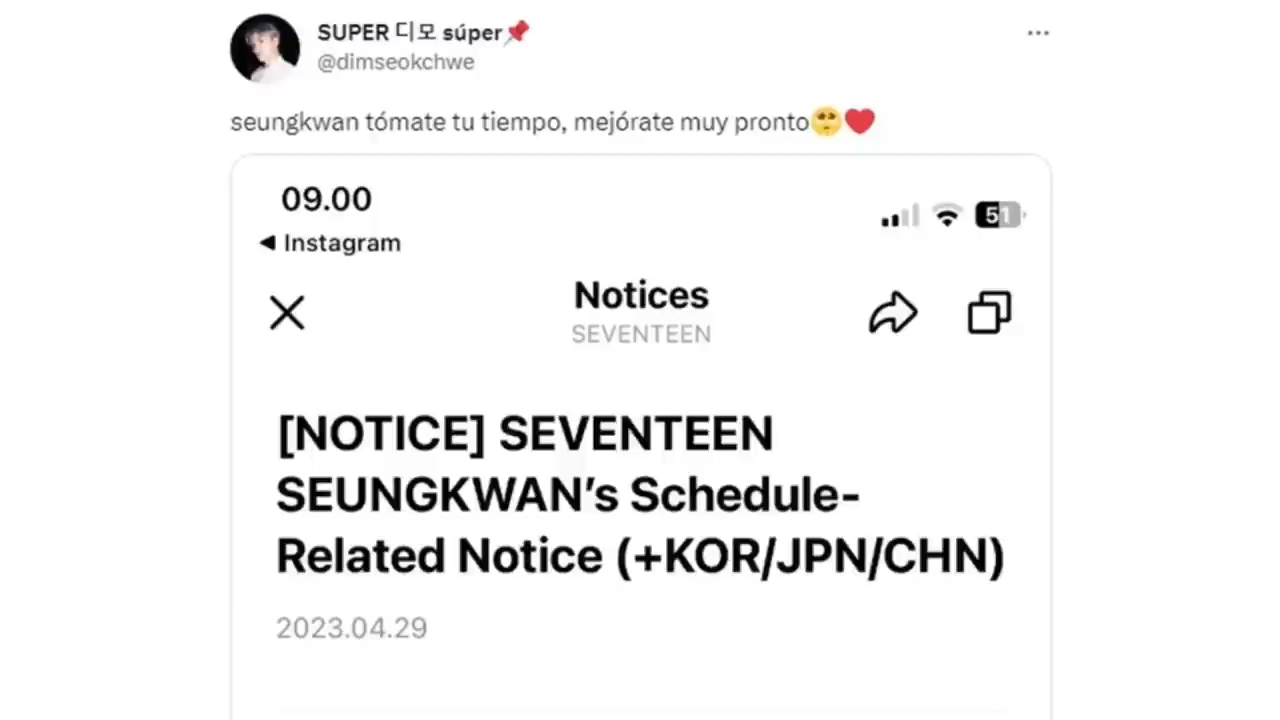 SUPER 디모 súper📌
@dimseokchwe
seungkwan tómate tu tiempo, mejórate muy pronto🥺❤️
09.00
51
◀ Instagram
Notices
SEVENTEEN
[NOTICE] SEVENTEEN
SEUNGKWAN’s Schedule-
Related Notice (+KOR/JPN/CHN)
2023.04.29